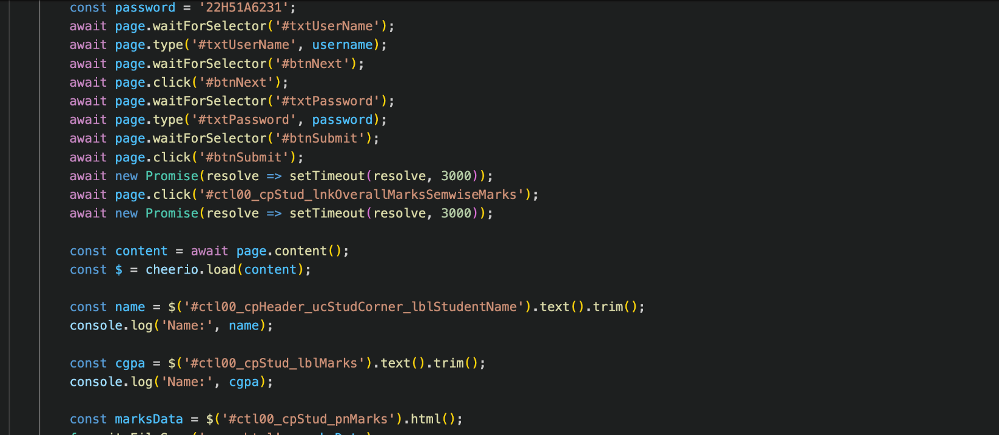 const password = '22H51A6231';
await page.waitForSelector('#txtUserName');
await page.type('#txtUserName', username);
await page.waitForSelector('#btnNext');
await page.click('#btnNext');
await page.waitForSelector('#txtPassword');
await page.type('#txtPassword', password);
await page.waitForSelector('#btnSubmit');
await page.click('#btnSubmit');
await new Promise(resolve => setTimeout(resolve, 3000));
await page.click('#ctl00_cpStud_lnkOverallMarksSemwiseMarks');
await new Promise(resolve => setTimeout(resolve, 3000));
const content = await page.content();
const $ = cheerio.load(content);
const name = $('#ctl00_cpHeader_ucStudCorner_lblStudentName').text().trim();
console.log('Name:', name);
const cgpa = $('#ctl00_cpStud_lblMarks').text().trim();
console.log('Name:', cgpa);
const marksData = $('#ctl00_cpStud_pnMarks').html();